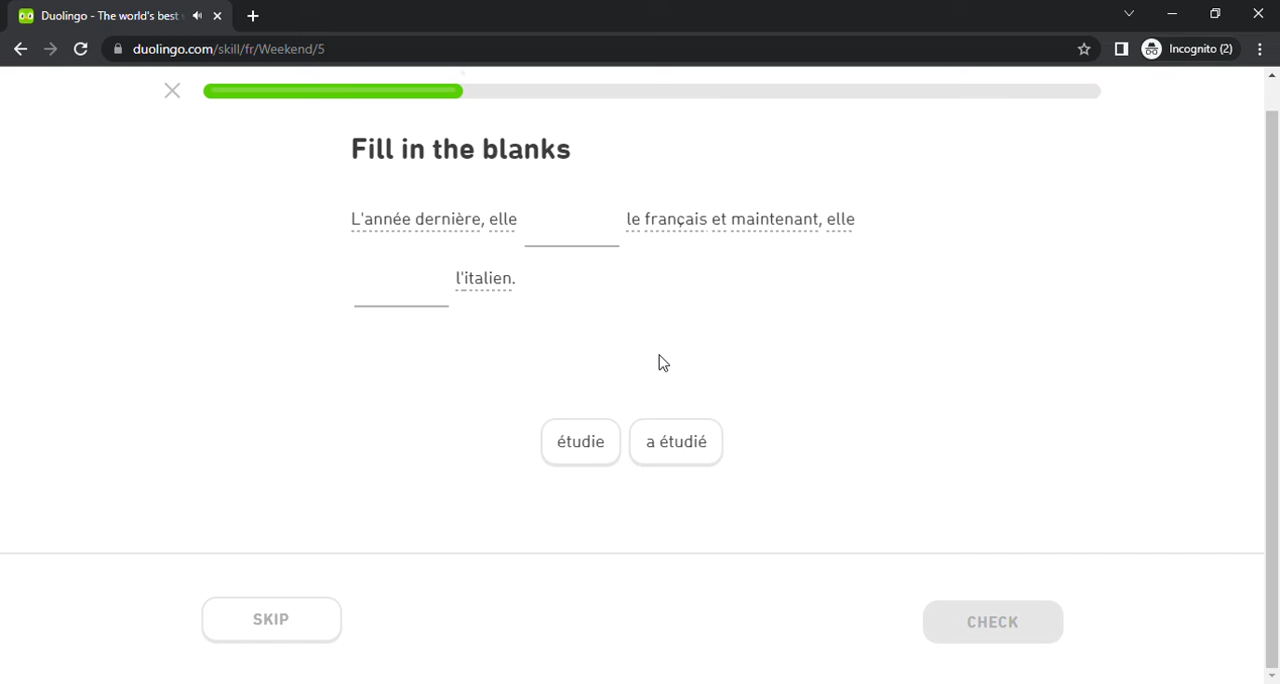 Duolingo - The world's best
duolingo.com/skill/fr/Weekend/5
Incognito (2)
Fill in the blanks
L'année dernière, elle le français et maintenant, elle
l'italien.
étudie a étudié
SKIP CHECK